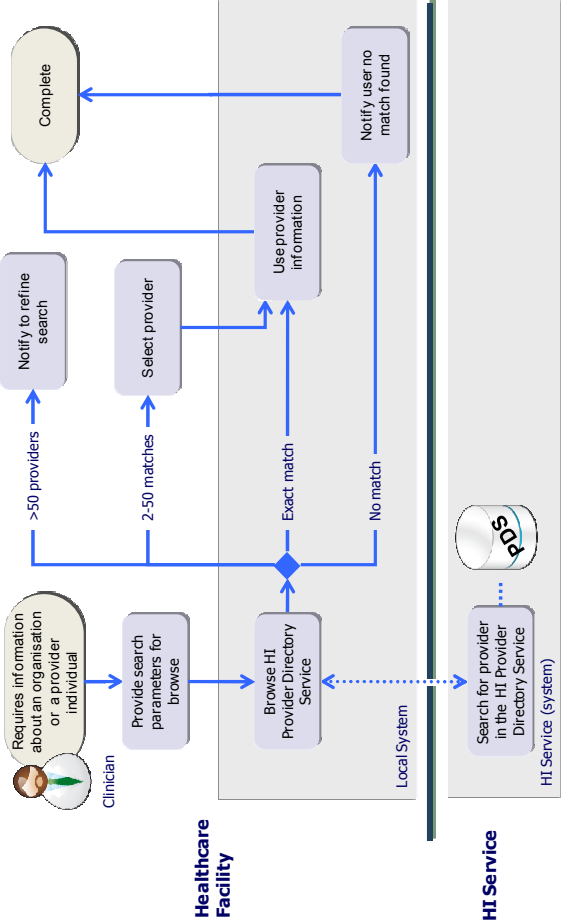 Requires information
about an organisation
or a provider
individual
Clinician
Provide search
parameters for
browse
Browse HI
Provider Directory
Service
>50 providers
2-50 matches
Exact match
No match
Notify to refine
search
Select provider
Use provider
information
Notify user no
match found
Complete
Local System
Healthcare
Facility
Search for provider
in the HI Provider
Directory Service
PDS
HI Service (system)
HI Service